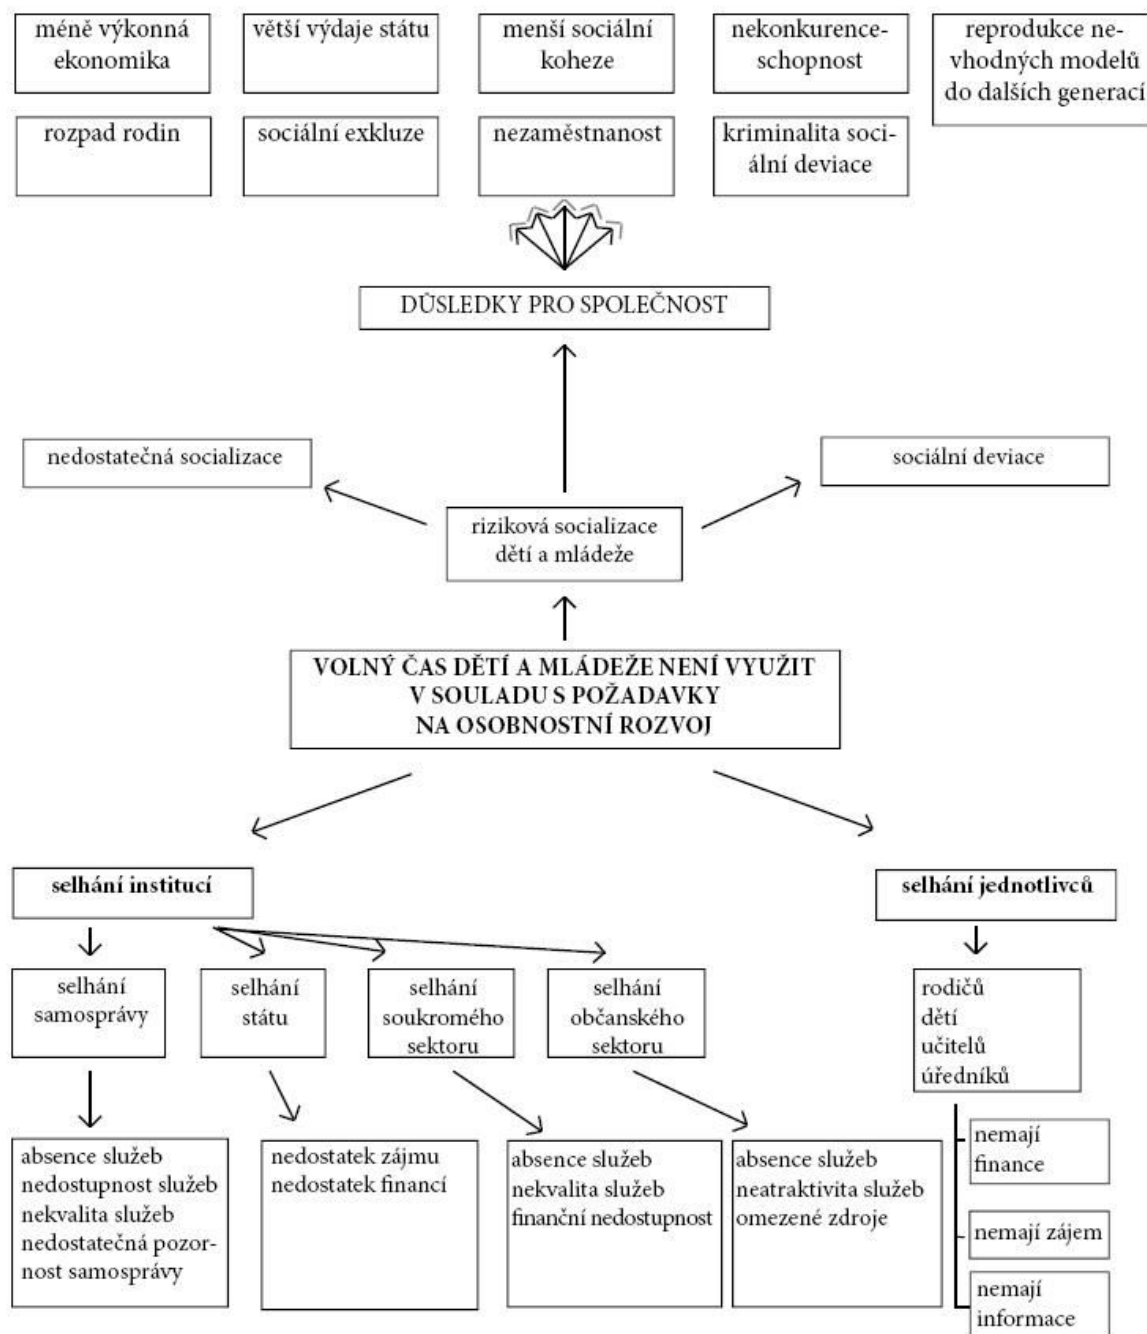 méně výkonná
ekonomika
větší výdaje státu
menší sociální
koheze
nekonkurence-
schopnost
reprodukce ne-
vhodných modelů
do dalších generací
rozpad rodin
sociální exkluze
nezaměstnanost
kriminalita soci-
ální deviace
DŮSLEDKY PRO SPOLEČNOST
nedostatečná socializace
sociální deviace
riziková socializace
dětí a mládeže
VOLNÝ ČAS DĚTÍ A MLÁDEŽE NENÍ VYUŽIT
V SOULADU S POŽADAVKY
NA OSOBNOSTNÍ ROZVOJ
selhání institucí
selhání jednotlivců
selhání
samosprávy
selhání
státu
selhání
soukromého
sektoru
selhání
občanského
sektoru
rodičů
dětí
učitelů
úředníků
absence služeb
nedostupnost služeb
nekvalita služeb
nedostatečná pozor-
nost samosprávy
nedostatek zájmu
nedostatek financí
absence služeb
nekvalita služeb
finanční nedostupnost
absence služeb
neatraktivita služeb
omezené zdroje
nemají
finance
nemají zájem
nemají
informace